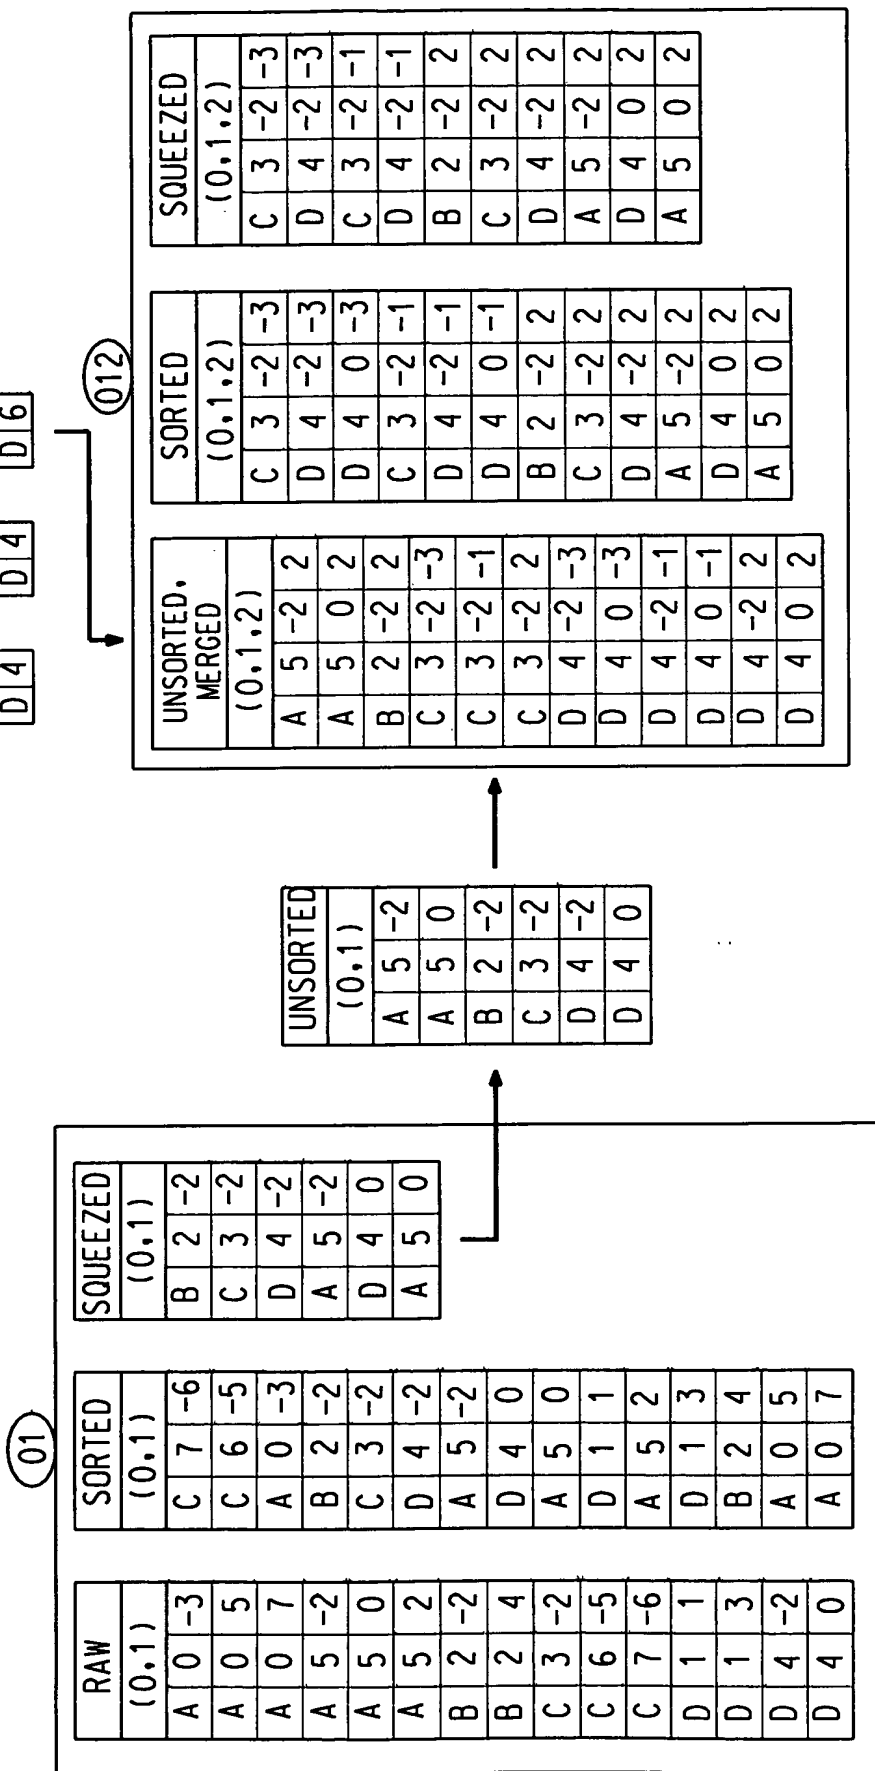 01
RAW
(0,1)
A 0 -3
A 0 5
A 0 7
A 5 -2
A 5 0
A 5 2
B 2 -2
B 2 4
C 3 -2
C 6 -5
C 7 -6
D 1 1
D 1 3
D 4 -2
D 4 0
SORTED
(0,1)
C 7 -6
C 6 -5
A 0 -3
B 2 -2
C 3 -2
D 4 -2
A 5 -2
D 4 0
A 5 0
D 1 1
A 5 2
D 1 3
B 2 4
A 0 5
A 0 7
SQUEEZED
(0,1)
B 2 -2
C 3 -2
D 4 -2
A 5 -2
D 4 0
A 5 0
UNSORTED
(0,1)
A 5 -2
A 5 0
B 2 -2
C 3 -2
D 4 -2
D 4 0
D 4
D 4
D 6
012
UNSORTED,
MERGED
(0,1,2)
A 5 -2 2
A 5 0 2
B 2 -2 2
C 3 -2 -3
C 3 -2 -1
C 3 -2 2
D 4 -2 -3
D 4 0 -3
D 4 -2 -1
D 4 0 -1
D 4 -2 2
D 4 0 2
SORTED
(0,1,2)
C 3 -2 -3
D 4 -2 -3
D 4 0 -3
C 3 -2 -1
D 4 -2 -1
D 4 0 -1
B 2 -2 2
C 3 -2 2
D 4 -2 2
A 5 -2 2
D 4 0 2
A 5 0 2
SQUEEZED
(0,1,2)
C 3 -2 -3
D 4 -2 -3
C 3 -2 -1
D 4 -2 -1
B 2 -2 2
C 3 -2 2
D 4 -2 2
A 5 -2 2
D 4 0 2
A 5 0 2